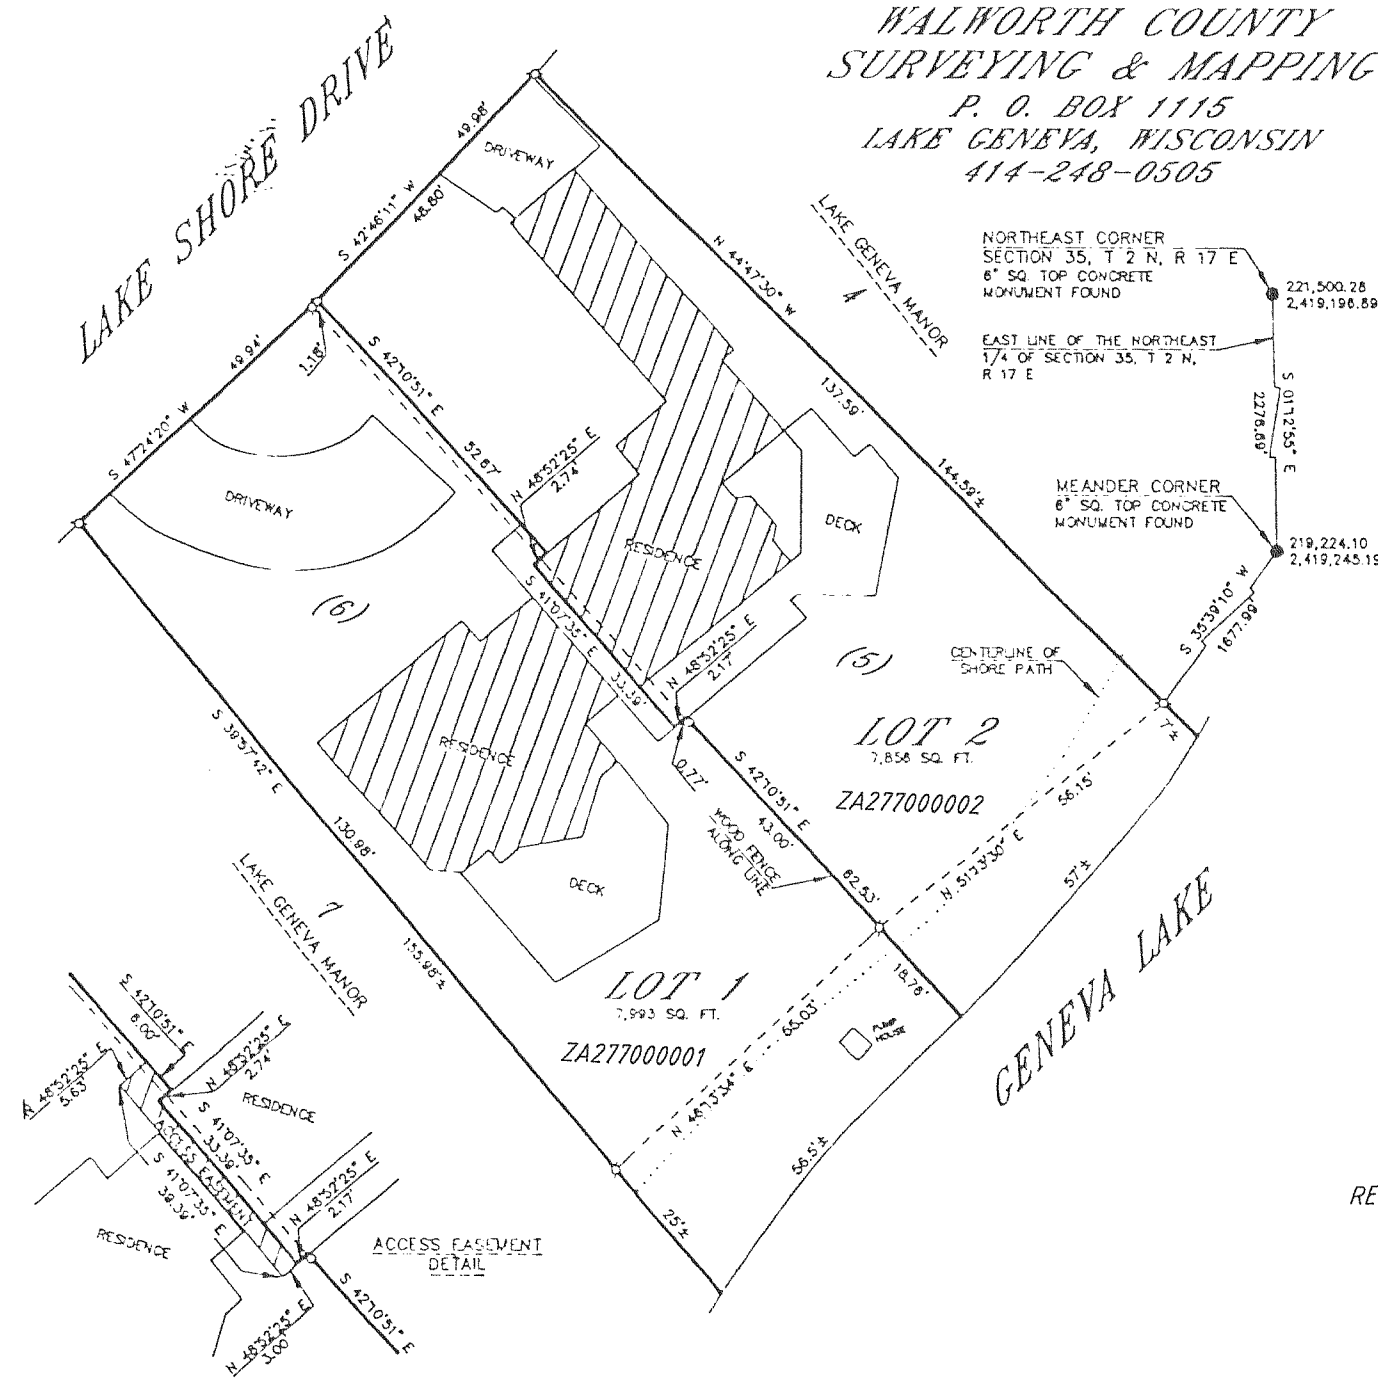 WALWORTH COUNTY
SURVEYING & MAPPING
P. O. BOX 1115
LAKE GENEVA, WISCONSIN
414-248-0505
LAKE SHORE DRIVE
49.98'
DRIVEWAY
S 42°46'11" W
48.80'
N 44°47'30" W
LAKE GENEVA MANOR
4
NORTHEAST CORNER
SECTION 35, T 2 N, R 17 E
6" SQ. TOP CONCRETE
MONUMENT FOUND
221,500.28
2,419,196.89
EAST LINE OF THE NORTHEAST
1/4 OF SECTION 35, T 2 N,
R 17 E
S 01°12'55" E
2276.69'
MEANDER CORNER
6" SQ. TOP CONCRETE
MONUMENT FOUND
219,224.10
2,419,245.19
S 35°39'10" W
1677.99'
49.94'
1.18'
S 42°10'51" E
52.67'
N 48°52'25" E
2.74'
137.59'
144.59'±
S 47°24'20" W
DRIVEWAY
DECK
RESIDENCE
(6)
S 41°07'35" E
33.39'
N 48°52'25" E
2.17'
(5)
CENTERLINE OF
SHORE PATH
7'±
LOT 2
7,858 SQ. FT.
ZA277000002
S 39°57'42" E
RESIDENCE
0.77'
S 42°10'51" E
43.00'
56.15'
N 51°13'30" E
57'±
WOOD FENCE
ALONG LINE
62.53'
130.98'
LAKE GENEVA MANOR
7
DECK
155.98'±
GENEVA LAKE
LOT 1
7,993 SQ. FT.
ZA277000001
18.76'
65.03'
PUMP
HOUSE
N 48°13'34" E
56.5'±
25'±
S 42°10'51" E
6.00'
N 48°52'25" E
5.63'
N 48°52'25" E
2.74'
RESIDENCE
S 41°07'35" E
33.39'
ACCESS EASEMENT
S 41°07'35" E
39.39'
RESIDENCE
N 48°52'25" E
2.17'
ACCESS EASEMENT
DETAIL
S 42°10'51" E
N 48°52'25" E
3.00'
RE